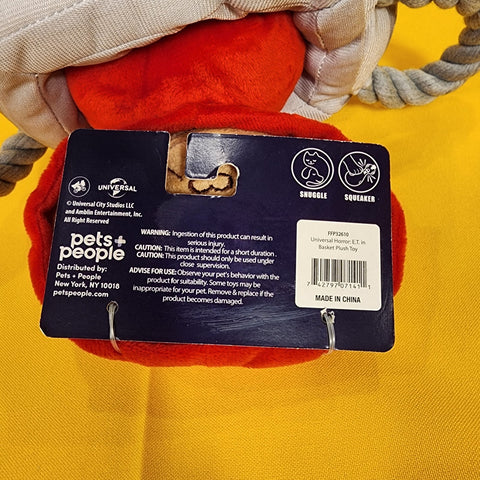 UNIVERSAL
© Universal City Studios LLC
and Amblin Entertainment, Inc.
All Right Reserved
pets+
people
Distributed by:
Pets + People
New York, NY 10018
petspeople.com
WARNING: Ingestion of this product can result in
serious injury.
CAUTION: This item is intended for a short duration .
CAUTION: This product should only be used under
close supervision.
ADVISE FOR USE: Observe your pet's behavior with the
product for suitability. Some toys may be
inappropriate for your pet. Remove & replace if the
product becomes damaged.
SNUGGLE
SQUEAKER
FFP32610
Universal Horror: E.T. in
Basket Plush Toy
7 42797 07141 1
MADE IN CHINA